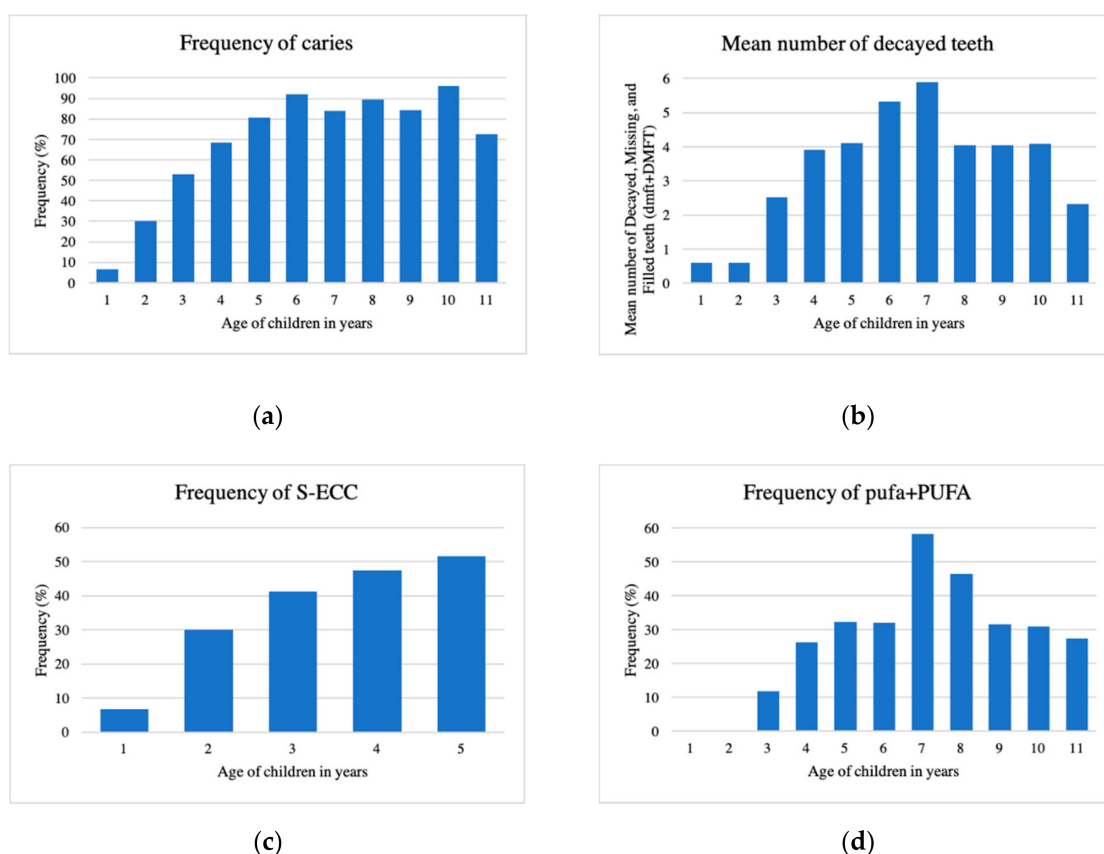 Frequency of caries
Frequency (%)
100
90
80
70
60
50
40
30
20
10
0
1 2 3 4 5 6 7 8 9 10 11
Age of children in years
(a)
Mean number of decayed teeth
Mean number of Decayed, Missing, and
Filled teeth (dmft+DMFT)
6
5
4
3
2
1
0
1 2 3 4 5 6 7 8 9 10 11
Age of children in years
(b)
Frequency of S-ECC
Frequency (%)
60
50
40
30
20
10
0
1 2 3 4 5
Age of children in years
(c)
Frequency of pufa+PUFA
Frequency (%)
60
50
40
30
20
10
0
1 2 3 4 5 6 7 8 9 10 11
Age of children in years
(d)